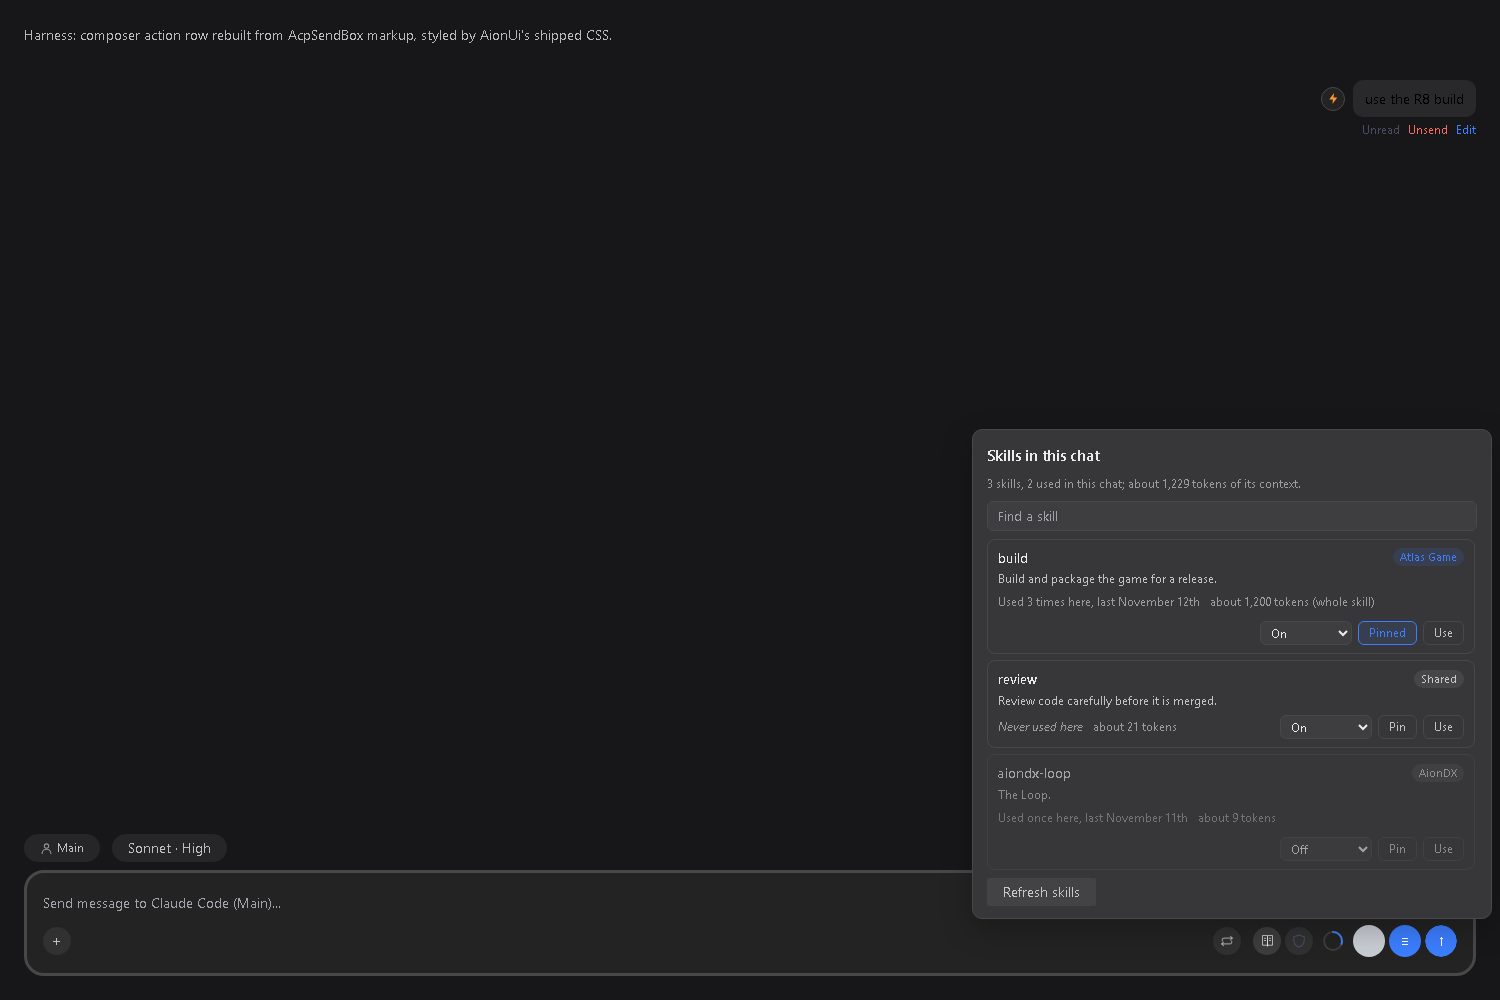 Harness: composer action row rebuilt from AcpSendBox markup, styled by AionUi's shipped CSS.
use the R8 build
Unread Unsend Edit
Skills in this chat
3 skills, 2 used in this chat; about 1,229 tokens of its context.
Find a skill
build Atlas Game
Build and package the game for a release.
Used 3 times here, last November 12th about 1,200 tokens (whole skill)
On Pinned Use
review Shared
Review code carefully before it is merged.
Never used here about 21 tokens On Pin Use
aiondx-loop AionDX
The Loop.
Used once here, last November 11th about 9 tokens
Off Pin Use
Refresh skills
Main Sonnet · High
Send message to Claude Code (Main)...